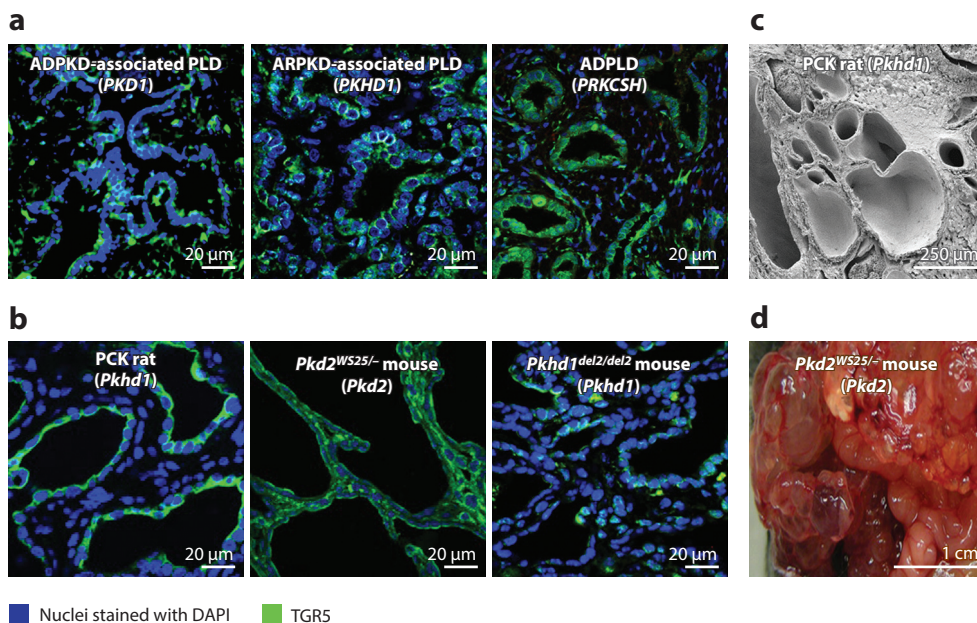 a
ADPKD-associated PLD
(PKD1)
20 µm
ARPKD-associated PLD
(PKHD1)
20 µm
ADPLD
(PRKCSH)
20 µm
c
PCK rat (Pkhd1)
250 µm
b
PCK rat
(Pkhd1)
20 µm
Pkd2WS25/– mouse
(Pkd2)
20 µm
Pkhd1del2/del2 mouse
(Pkhd1)
20 µm
d
Pkd2WS25/– mouse
(Pkd2)
1 cm
Nuclei stained with DAPI
TGR5